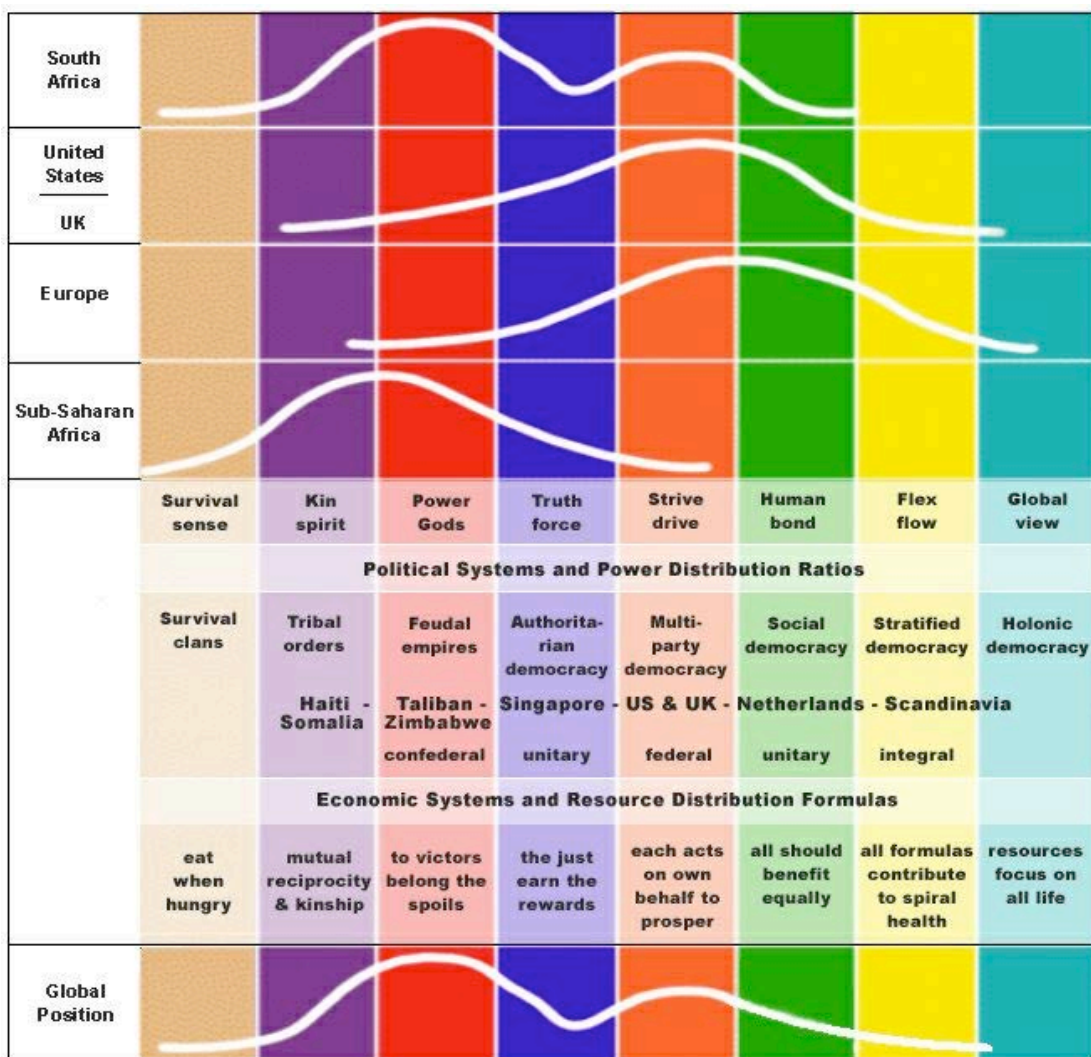 South
Africa
United
States
UK
Europe
Sub-Saharan
Africa
Survival
sense
Kin
spirit
Power
Gods
Truth
force
Strive
drive
Human
bond
Flex
flow
Global
view
Political Systems and Power Distribution Ratios
Survival
clans
Tribal
orders
Feudal
empires
Authorita-
rian
democracy
Multi-
party
democracy
Social
democracy
Stratified
democracy
Holonic
democracy
Haiti - Taliban - Singapore - US & UK - Netherlands - Scandinavia
Somalia Zimbabwe
confederal
unitary
federal
unitary
integral
Economic Systems and Resource Distribution Formulas
eat
when
hungry
mutual
reciprocity
& kinship
to victors
belong the
spoils
the just
earn the
rewards
each acts
on own
behalf to
prosper
all should
benefit
equally
all formulas
contribute
to spiral
health
resources
focus on
all life
Global
Position